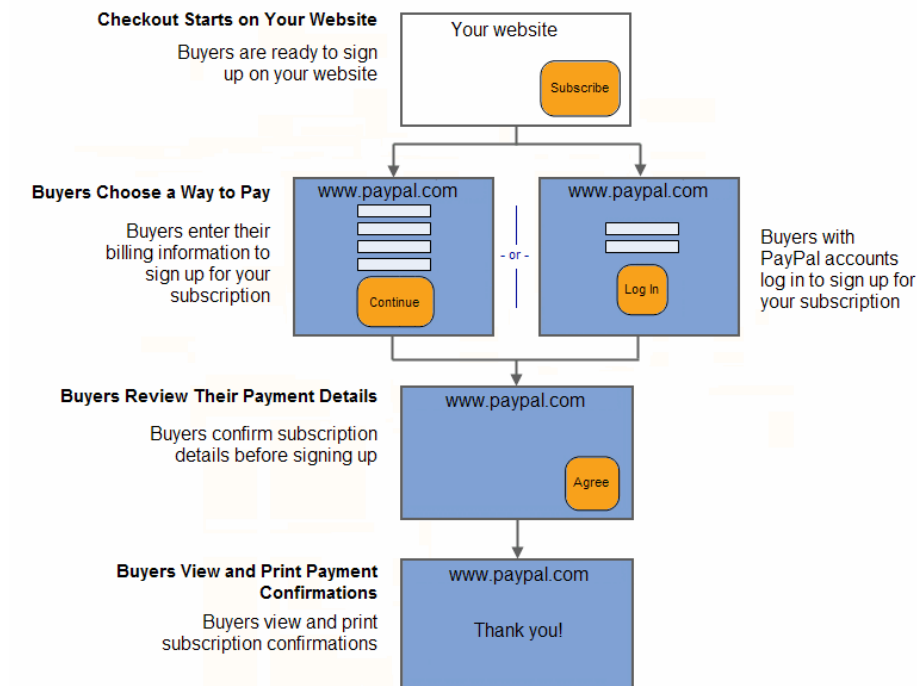 Checkout Starts on Your Website
Buyers are ready to sign
up on your website
Your website
Subscribe
Buyers Choose a Way to Pay
Buyers enter their
billing information to
sign up for your
subscription
www.paypal.com
Continue
- or -
www.paypal.com
Log In
Buyers with
PayPal accounts
log in to sign up for
your subscription
Buyers Review Their Payment Details
Buyers confirm subscription
details before signing up
www.paypal.com
Agree
Buyers View and Print Payment
Confirmations
Buyers view and print
subscription confirmations
www.paypal.com
Thank you!